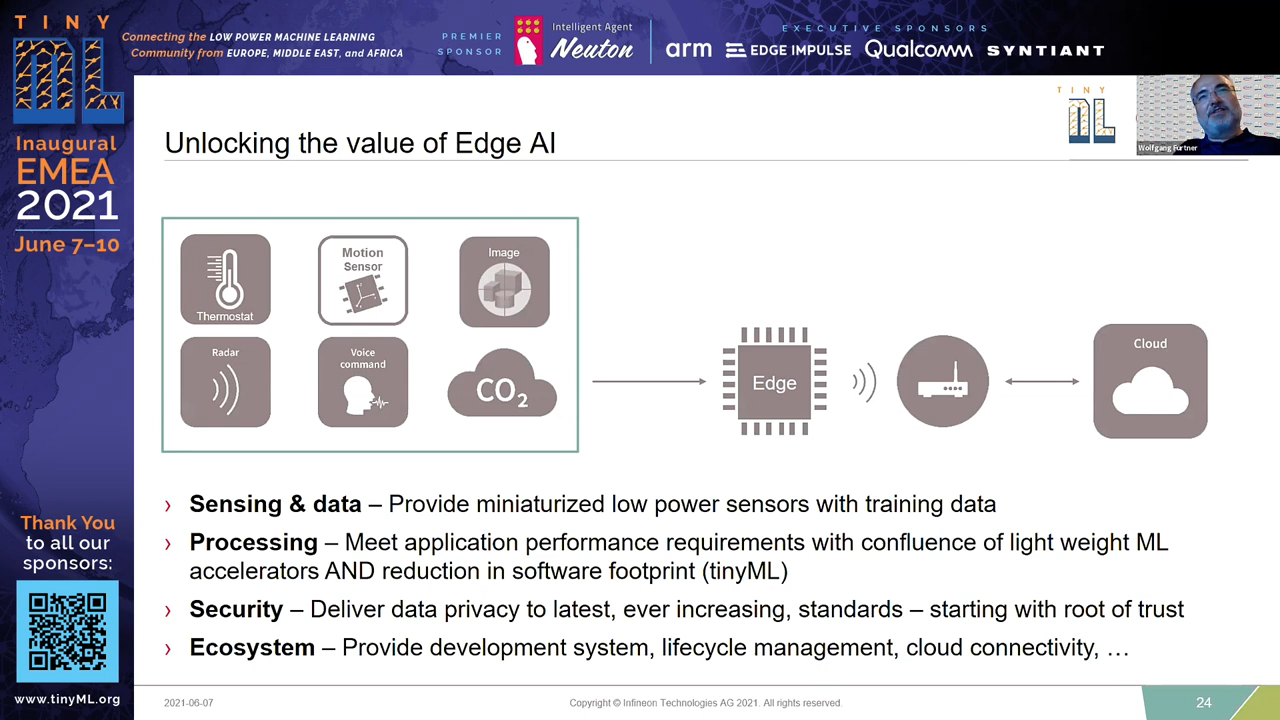 TINY
ML
Connecting the LOW POWER MACHINE LEARNING
Community from EUROPE, MIDDLE EAST, and AFRICA
PREMIER
SPONSOR
Intelligent Agent
Neuton
EXECUTIVE SPONSORS
arm
EDGE IMPULSE
Qualcomm
SYNTIANT
Inaugural
EMEA
2021
June 7–10
Thank You
to all our
sponsors:
www.tinyML.org
TINY
ML
Wolfgang Furtner
Unlocking the value of Edge AI
Thermostat
Motion
Sensor
Image
Radar
Voice
command
CO₂
Edge
Cloud
› Sensing & data – Provide miniaturized low power sensors with training data
› Processing – Meet application performance requirements with confluence of light weight ML
accelerators AND reduction in software footprint (tinyML)
› Security – Deliver data privacy to latest, ever increasing, standards – starting with root of trust
› Ecosystem – Provide development system, lifecycle management, cloud connectivity, …
2021-06-07
Copyright © Infineon Technologies AG 2021. All rights reserved.
24